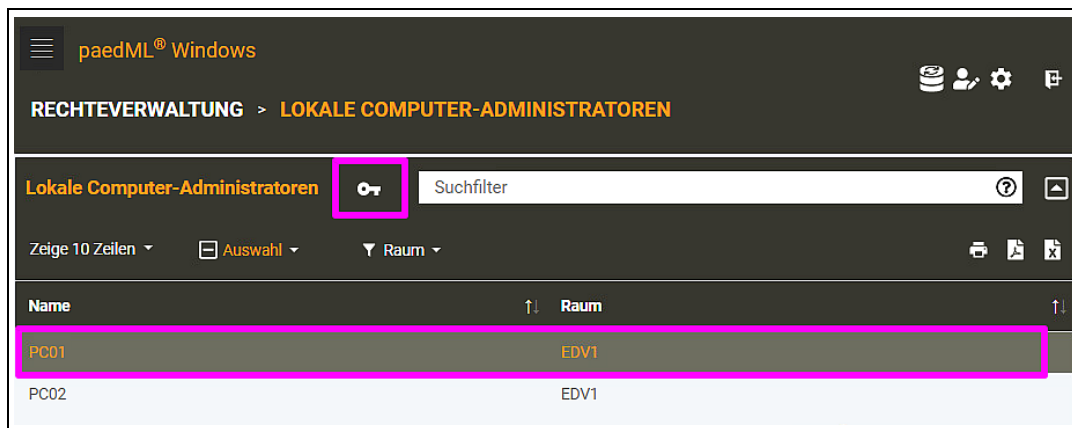 paedML® Windows
RECHTEVERWALTUNG > LOKALE COMPUTER-ADMINISTRATOREN
Lokale Computer-Administratoren Suchfilter
Zeige 10 Zeilen Auswahl Raum
Name Raum
PC01 EDV1
PC02 EDV1